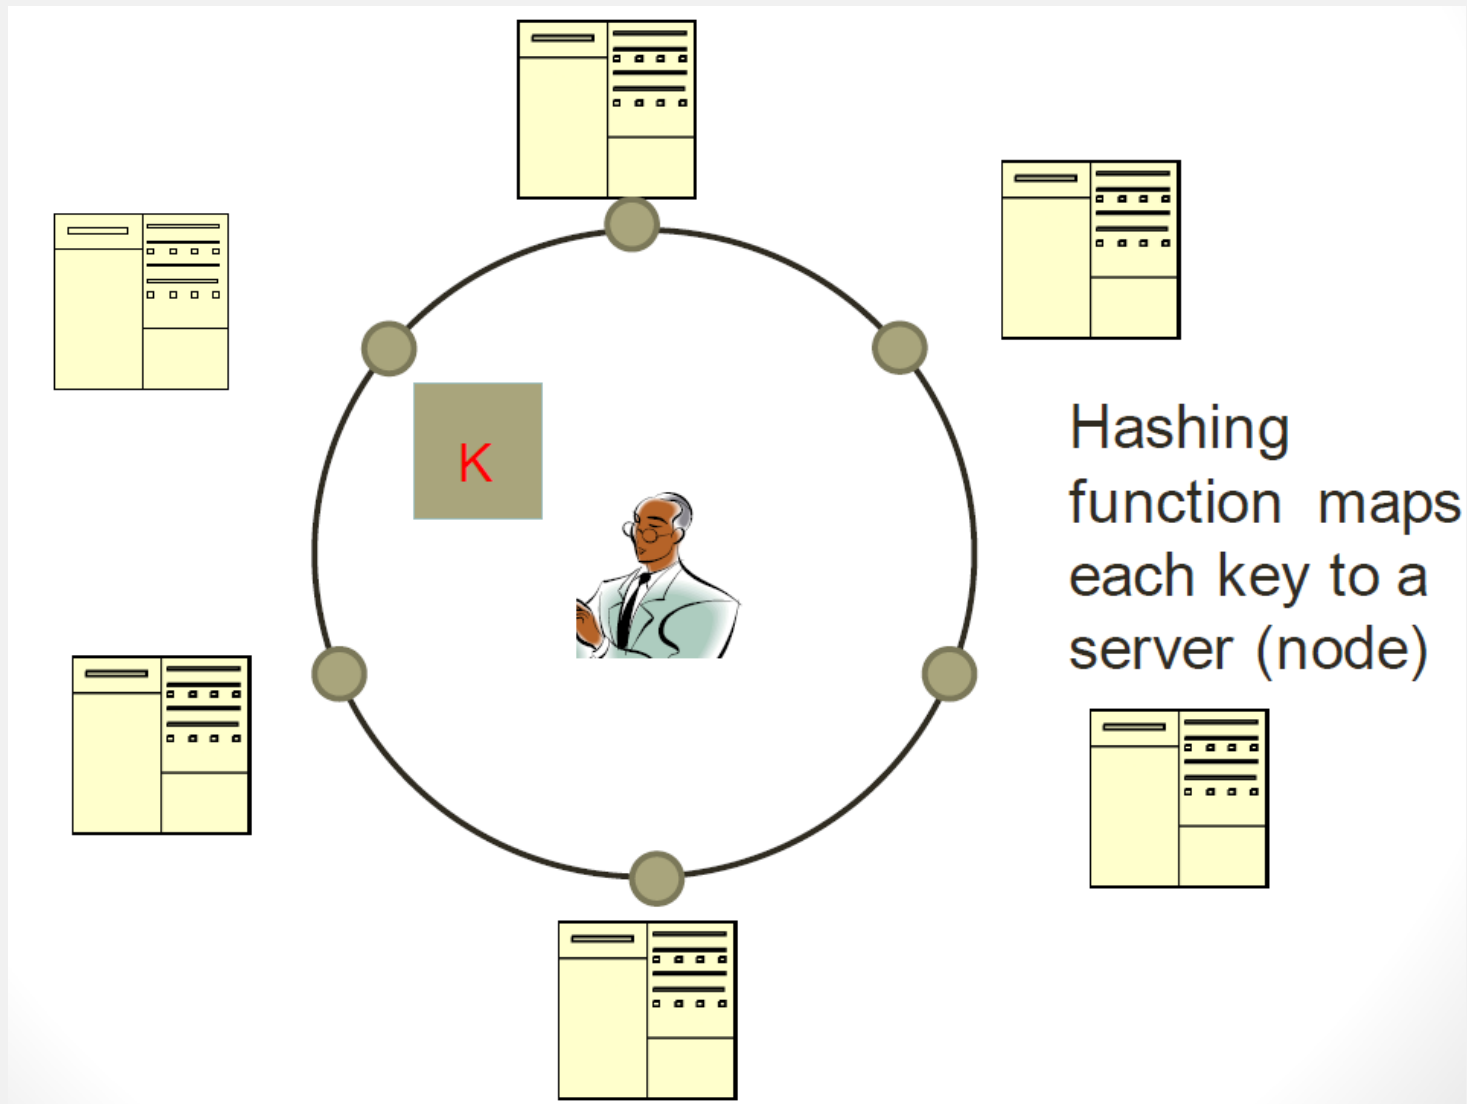 K
Hashing
function maps
each key to a
server (node)